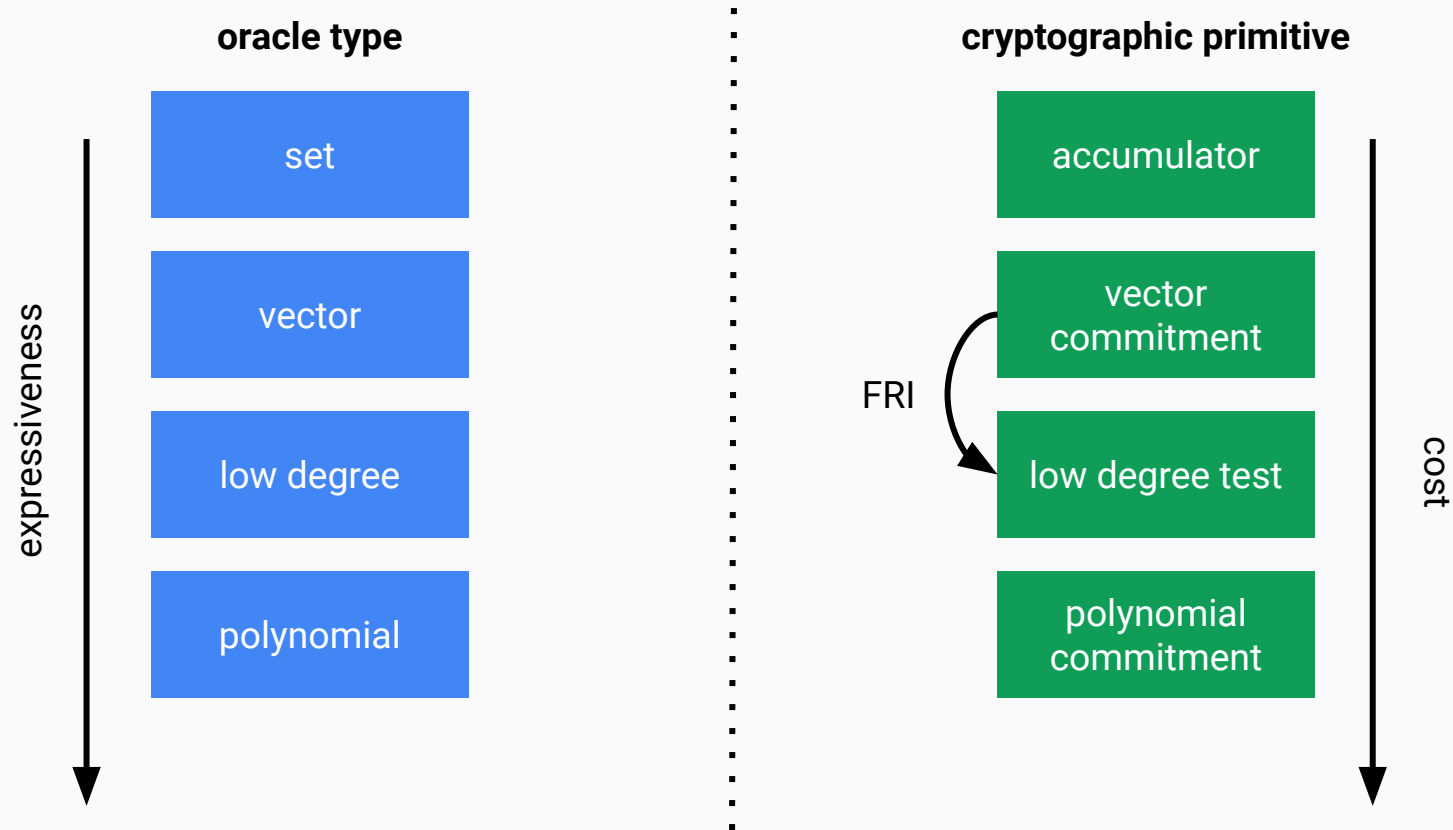 oracle type
cryptographic primitive
set
accumulator
vector
vector
commitment
expressiveness
FRI
low degree
low degree test
cost
polynomial
polynomial
commitment